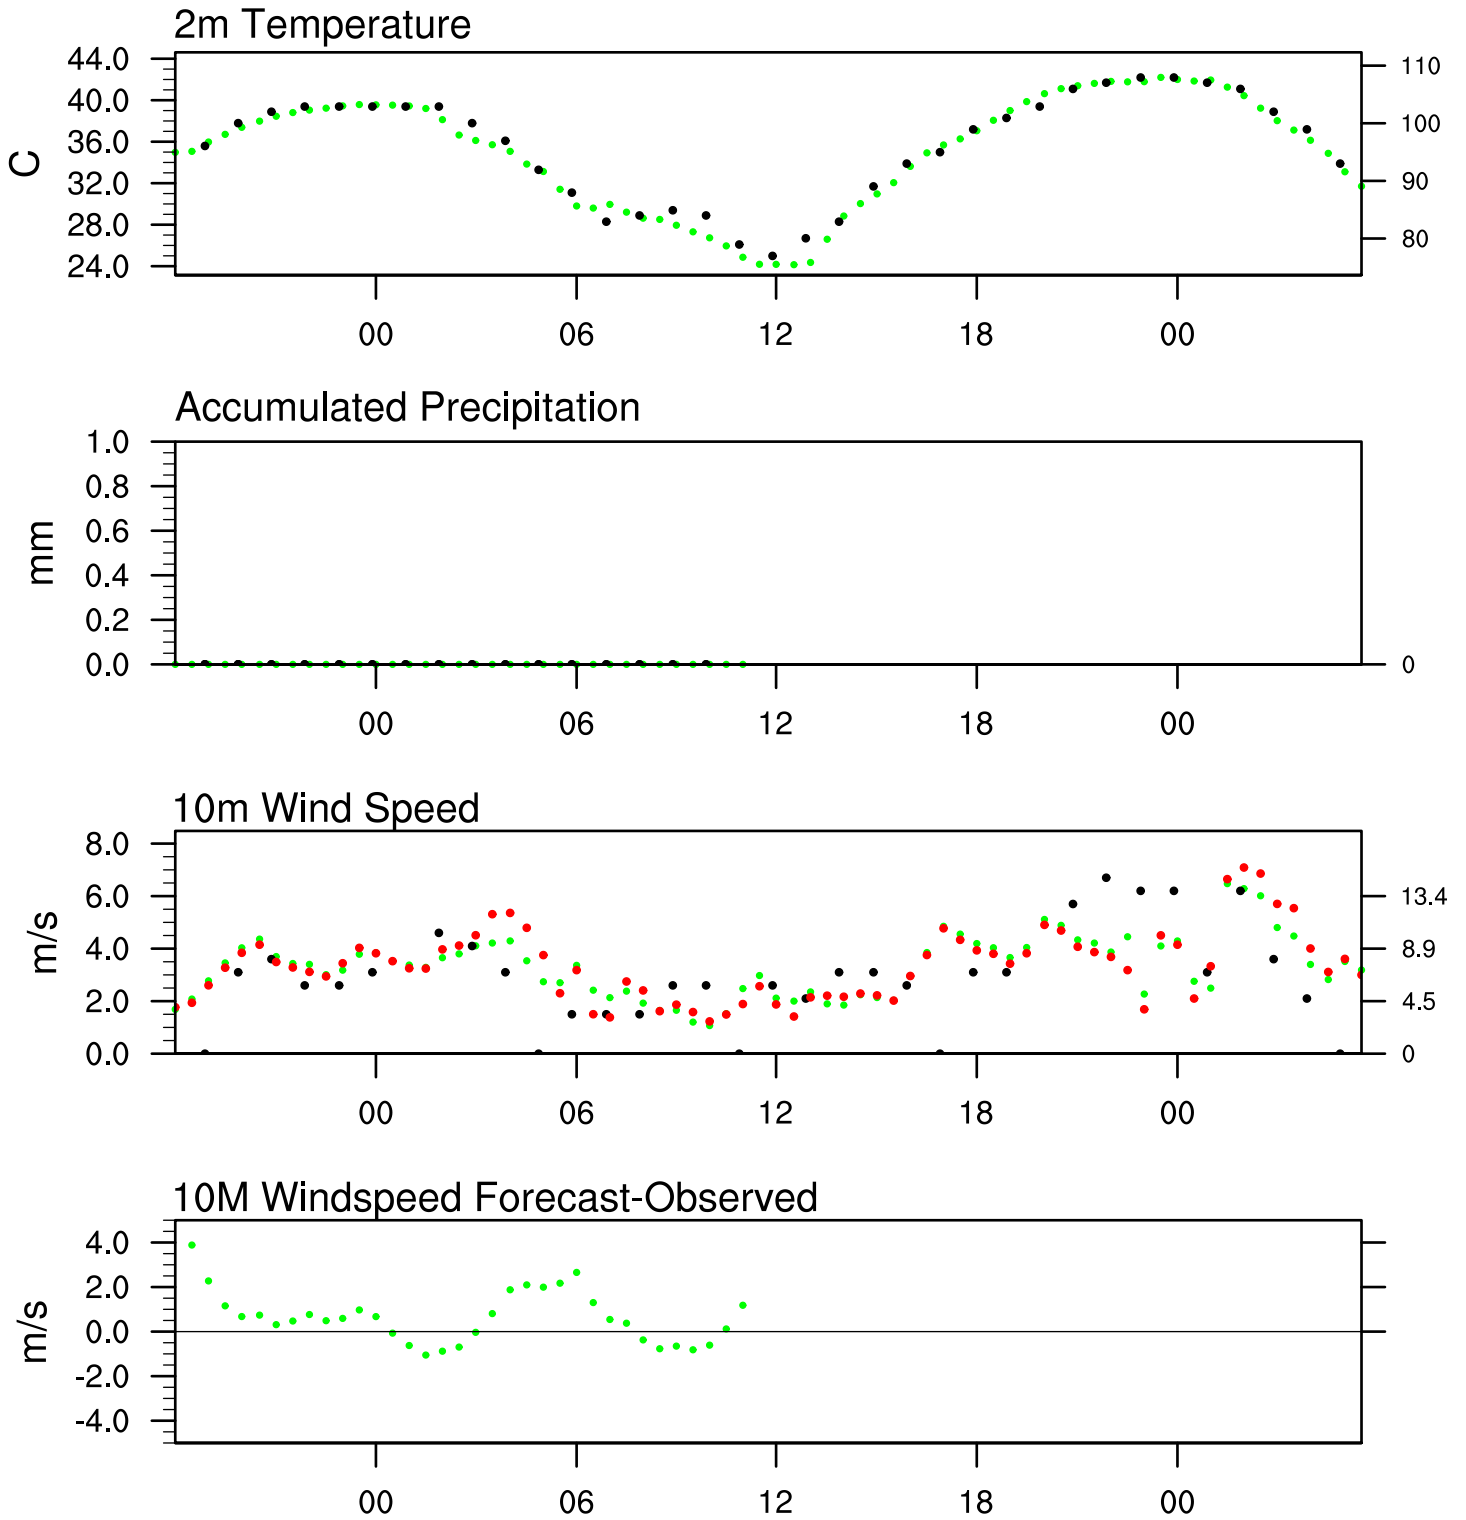 2m Temperature
44.0
40.0
36.0
32.0
28.0
24.0
C
110
100
90
80
00 06 12 18 00
Accumulated Precipitation
1.0
0.8
0.6
0.4
0.2
0.0
mm
0
00 06 12 18 00
10m Wind Speed
8.0
6.0
4.0
2.0
0.0
m/s
13.4
8.9
4.5
0
00 06 12 18 00
10M Windspeed Forecast-Observed
4.0
2.0
0.0
-2.0
-4.0
m/s
00 06 12 18 00